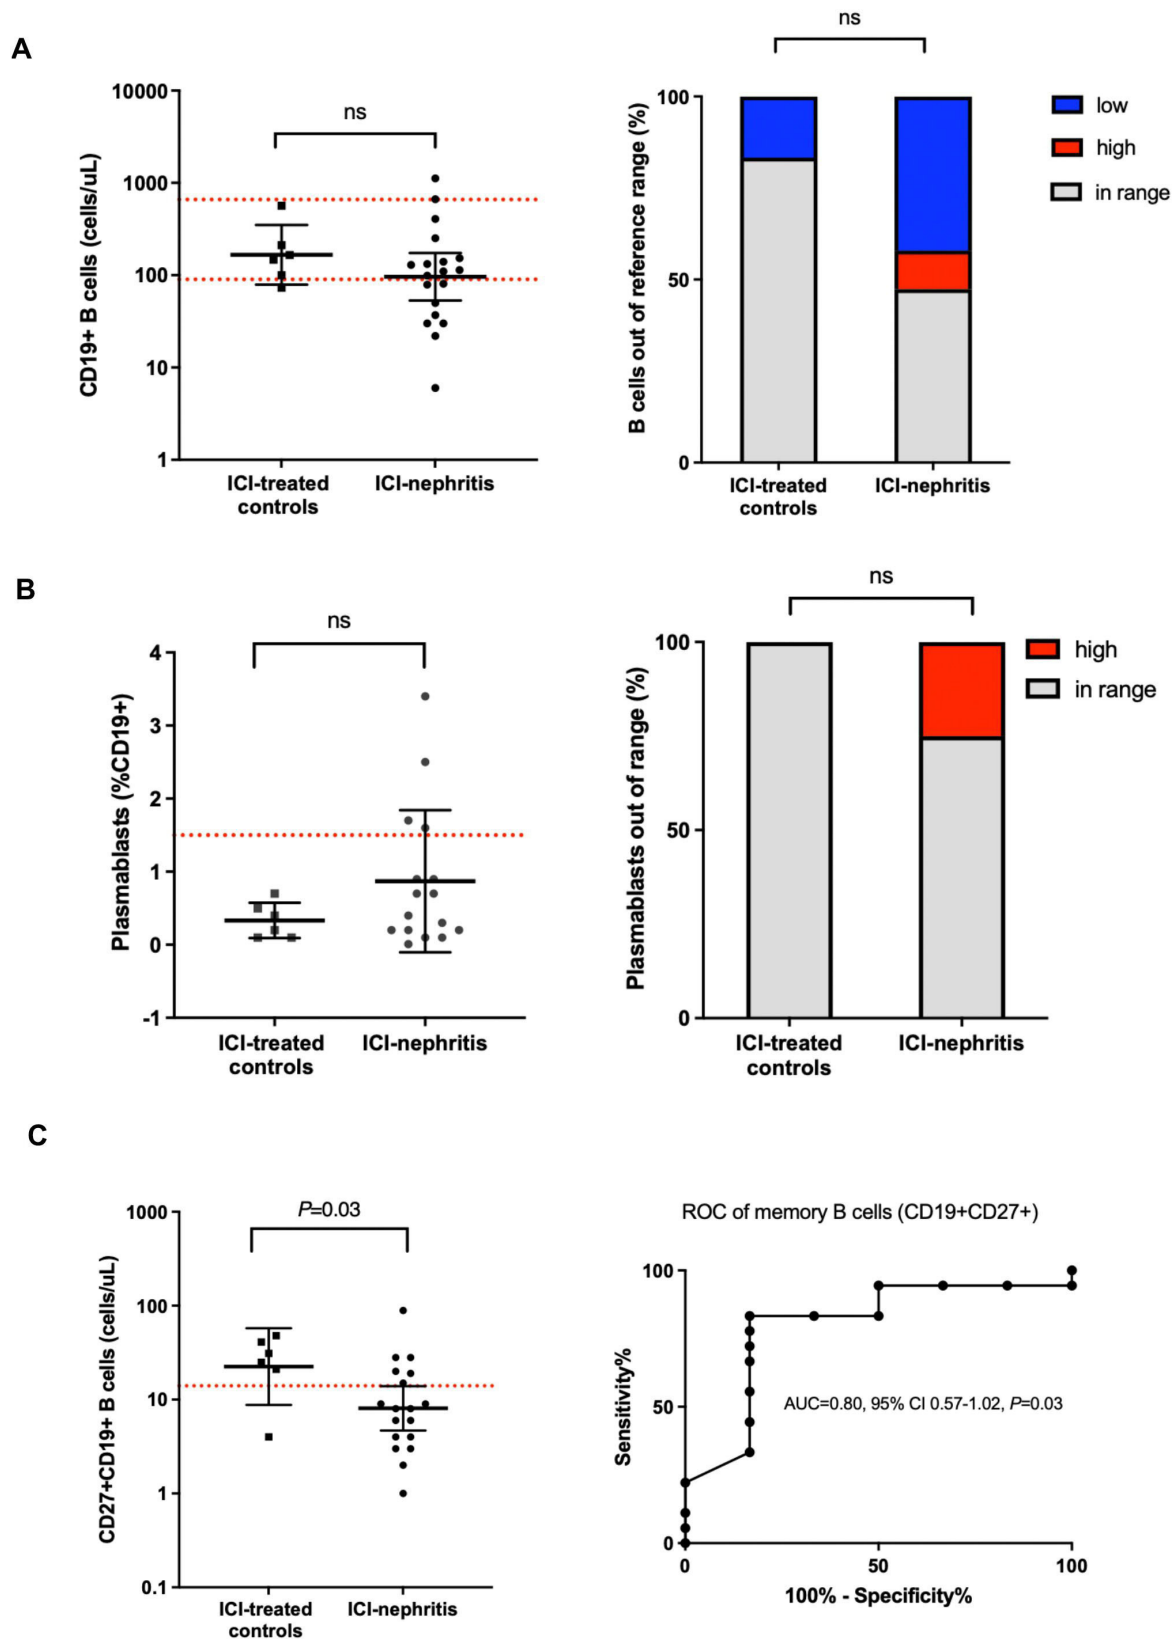 A
ns
10000
1000
100
10
1
CD19+ B cells (cells/uL)
ICI-treated
controls
ICI-nephritis
ns
100
50
0
B cells out of reference range (%)
ICI-treated
controls
ICI-nephritis
low
high
in range
B
ns
4
3
2
1
0
-1
Plasmablasts (%CD19+)
ICI-treated
controls
ICI-nephritis
ns
100
50
0
Plasmablasts out of range (%)
ICI-treated
controls
ICI-nephritis
high
in range
C
P=0.03
1000
100
10
1
0.1
CD27+CD19+ B cells (cells/uL)
ICI-treated
controls
ICI-nephritis
ROC of memory B cells (CD19+CD27+)
100
50
0
Sensitivity%
AUC=0.80, 95% CI 0.57-1.02, P=0.03
0
50
100
100% - Specificity%